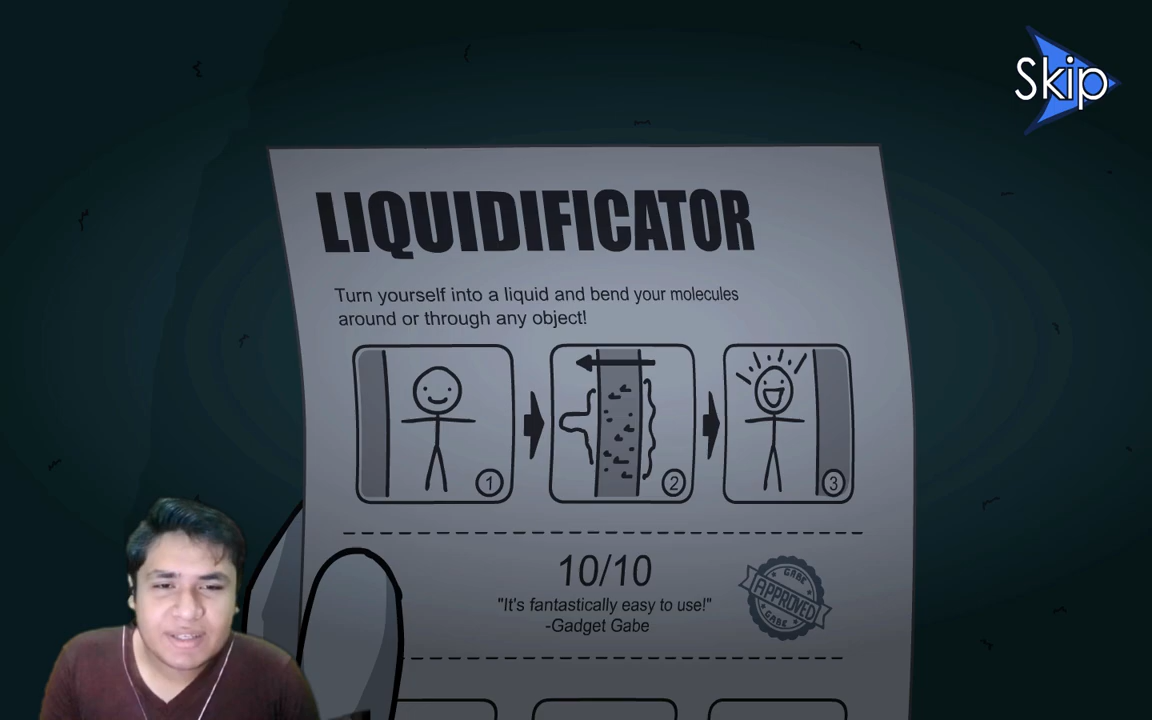 Skip
LIQUIDIFICATOR
Turn yourself into a liquid and bend your molecules
around or through any object!
1
2
3
10/10
"It's fantastically easy to use!"
-Gadget Gabe
GABE
APPROVED
GABE